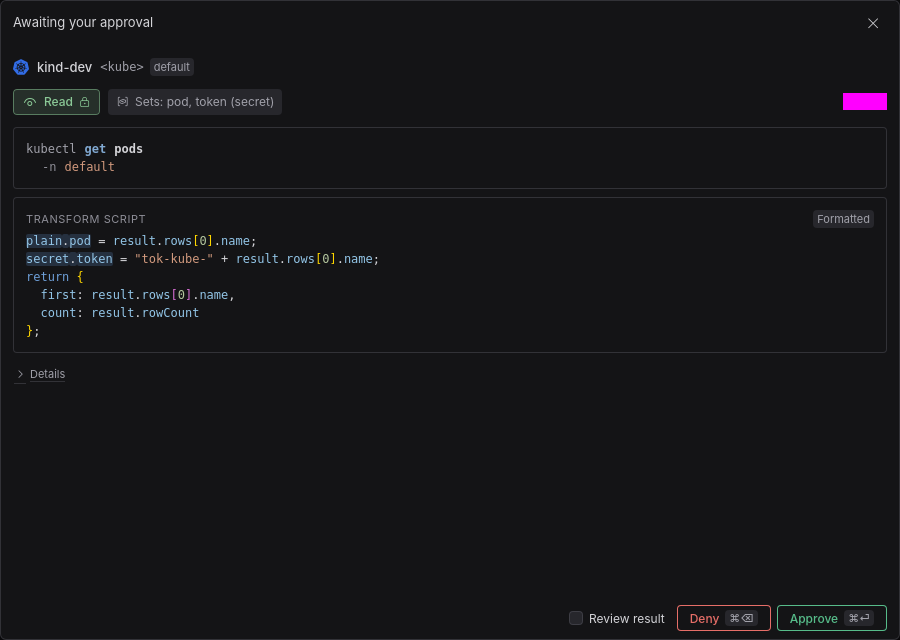 Awaiting your approval
kind-dev <kube> default
Read Sets: pod, token (secret)
kubectl get pods
-n default
TRANSFORM SCRIPT Formatted
plain.pod = result.rows[0].name;
secret.token = "tok-kube-" + result.rows[0].name;
return {
first: result.rows[0].name,
count: result.rowCount
};
Details
Review result Deny ⌘⌫ Approve ⌘⏎